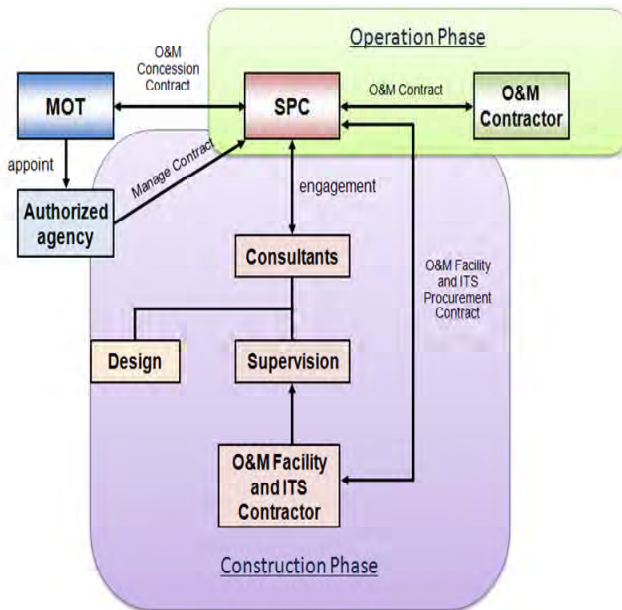 Operation Phase
O&M
Concession
Contract
MOT
SPC
O&M Contract
O&M
Contractor
appoint
Manage Contract
engagement
Authorized
agency
Consultants
O&M Facility
and ITS
Procurement
Contract
Design
Supervision
O&M Facility
and ITS
Contractor
Construction Phase